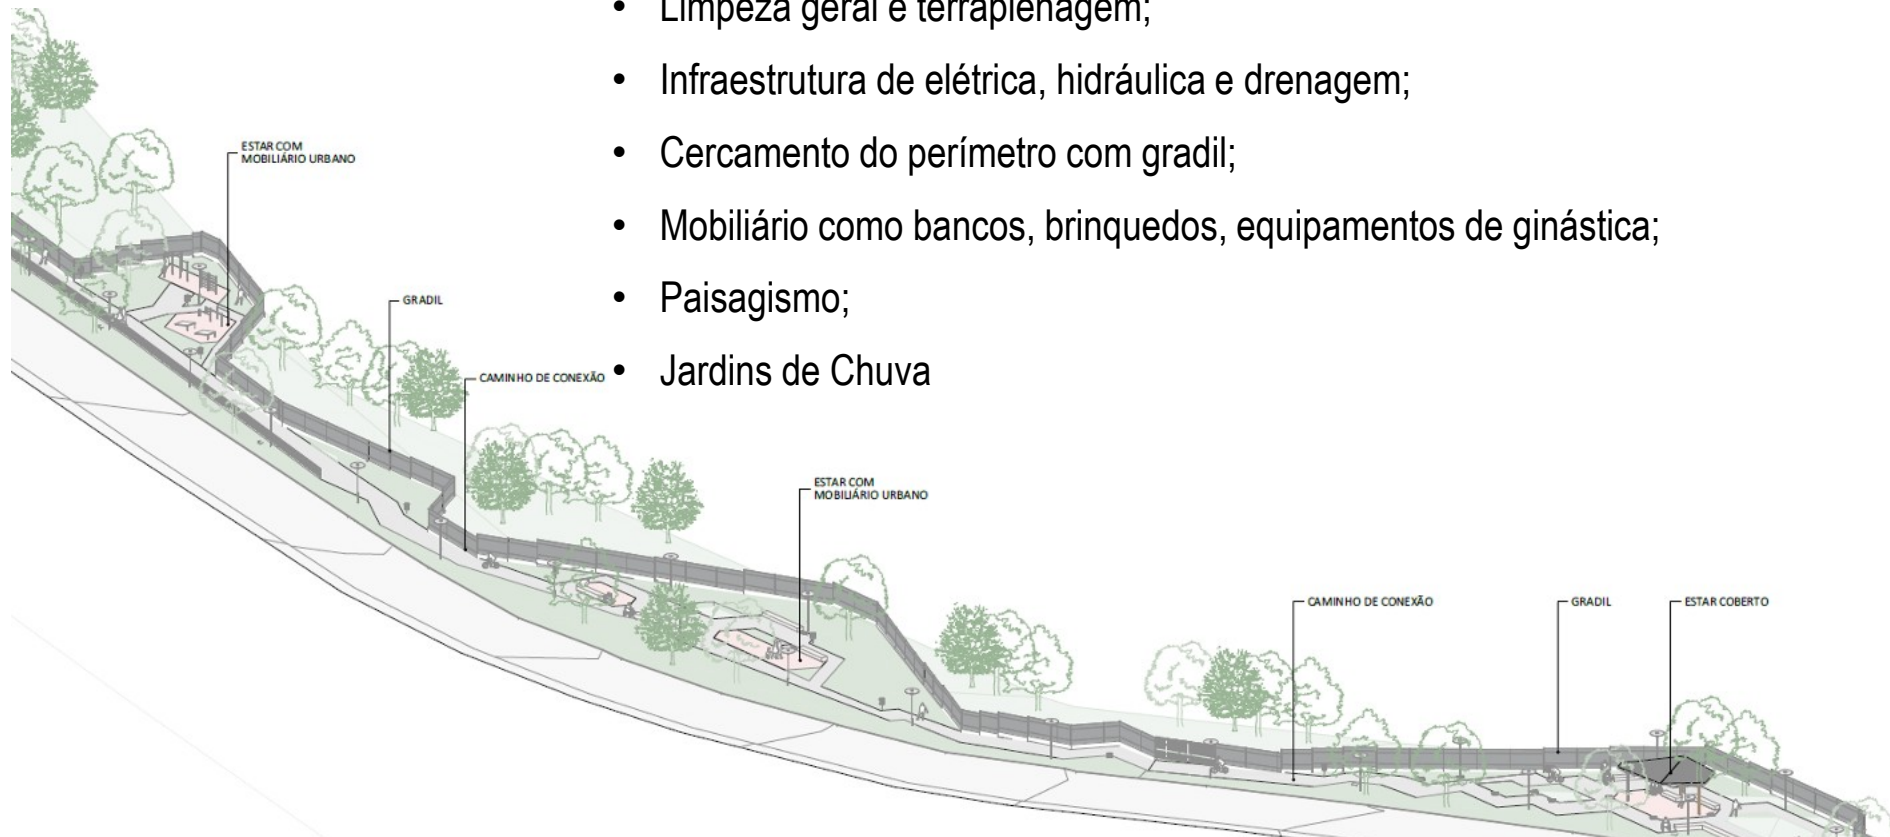 • Limpeza geral e terraplenagem;
• Infraestrutura de elétrica, hidráulica e drenagem;
• Cercamento do perímetro com gradil;
• Mobiliário como bancos, brinquedos, equipamentos de ginástica;
• Paisagismo;
• Jardins de Chuva
ESTAR COM
MOBILIÁRIO URBANO
GRADIL
CAMINHO DE CONEXÃO
ESTAR COM
MOBILIÁRIO URBANO
CAMINHO DE CONEXÃO
GRADIL
ESTAR COBERTO